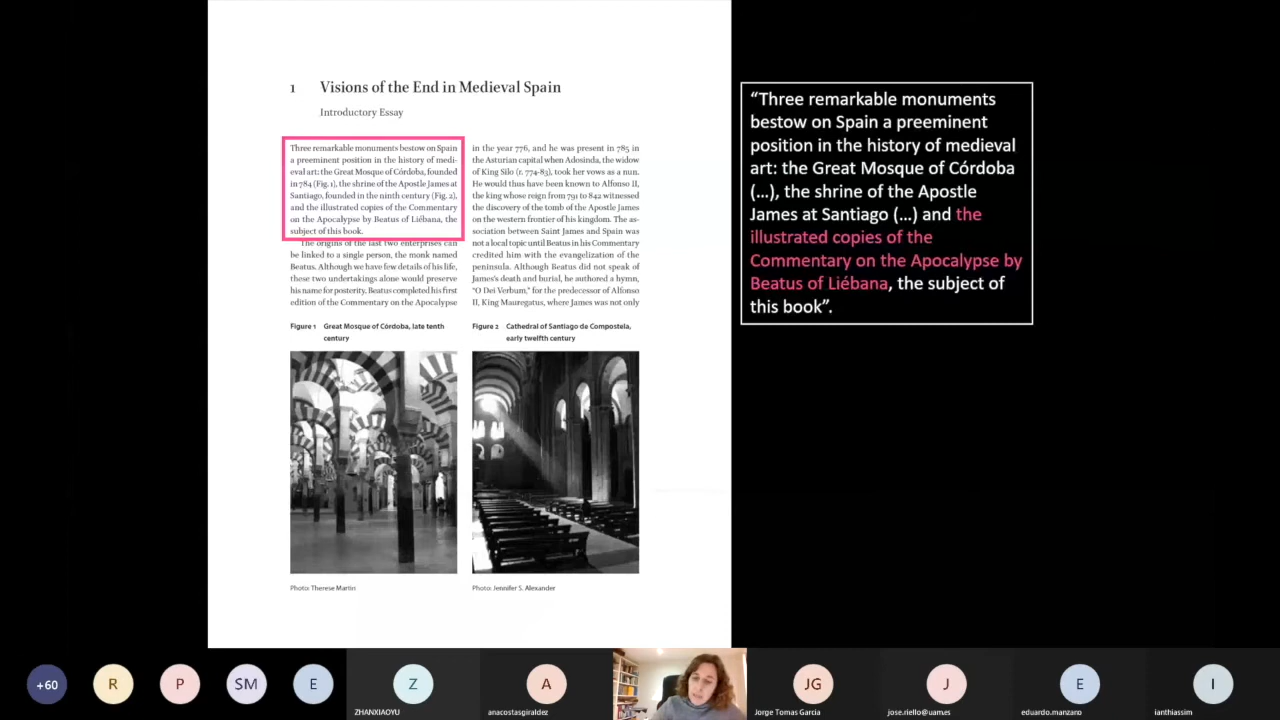 1 Visions of the End in Medieval Spain
Introductory Essay
Three remarkable monuments bestow on Spain
a preeminent position in the history of medi-
eval art: the Great Mosque of Córdoba, founded
in 784 (Fig. 1), the shrine of the Apostle James at
Santiago, founded in the ninth century (Fig. 2),
and the illustrated copies of the Commentary
on the Apocalypse by Beatus of Liébana, the
subject of this book.
The origins of the last two enterprises can
be linked to a single person, the monk named
Beatus. Although we have few details of his life,
these two undertakings alone would preserve
his name for posterity, Beatus completed his first
edition of the Commentary on the Apocalypse
in the year 776, and he was present in 785 in
the Asturian capital when Adosinda, the widow
of King Silo (r. 774-83), took her vows as a nun.
He would thus have been known to Alfonso II,
the king whose reign from 791 to 842 witnessed
the discovery of the tomb of the Apostle James
on the western frontier of his kingdom. The as-
sociation between Saint James and Spain was
not a local topic until Beatus in his Commentary
credited him with the evangelization of the
peninsula. Although Beatus did not speak of
James's death and burial, he authored a hymn,
"O Dei Verbum," for the predecessor of Alfonso
II, King Mauregatus, where James was not only
Figure 1 Great Mosque of Córdoba, late tenth
century
Figure 2 Cathedral of Santiago de Compostela,
early twelfth century
Photo: Therese Martin
Photo: Jennifer S. Alexander
“Three remarkable monuments
bestow on Spain a preeminent
position in the history of medieval
art: the Great Mosque of Córdoba
(…), the shrine of the Apostle
James at Santiago (…) and the
illustrated copies of the
Commentary on the Apocalypse by
Beatus of Liébana, the subject of
this book”.
+60
R
P
SM
E
Z
ZHANXIAOYU
A
anacostasgiraldez
JG
Jorge Tomas Garcia
J
jose.riello@uam.es
E
eduardo.manzano
I
ianthiassim